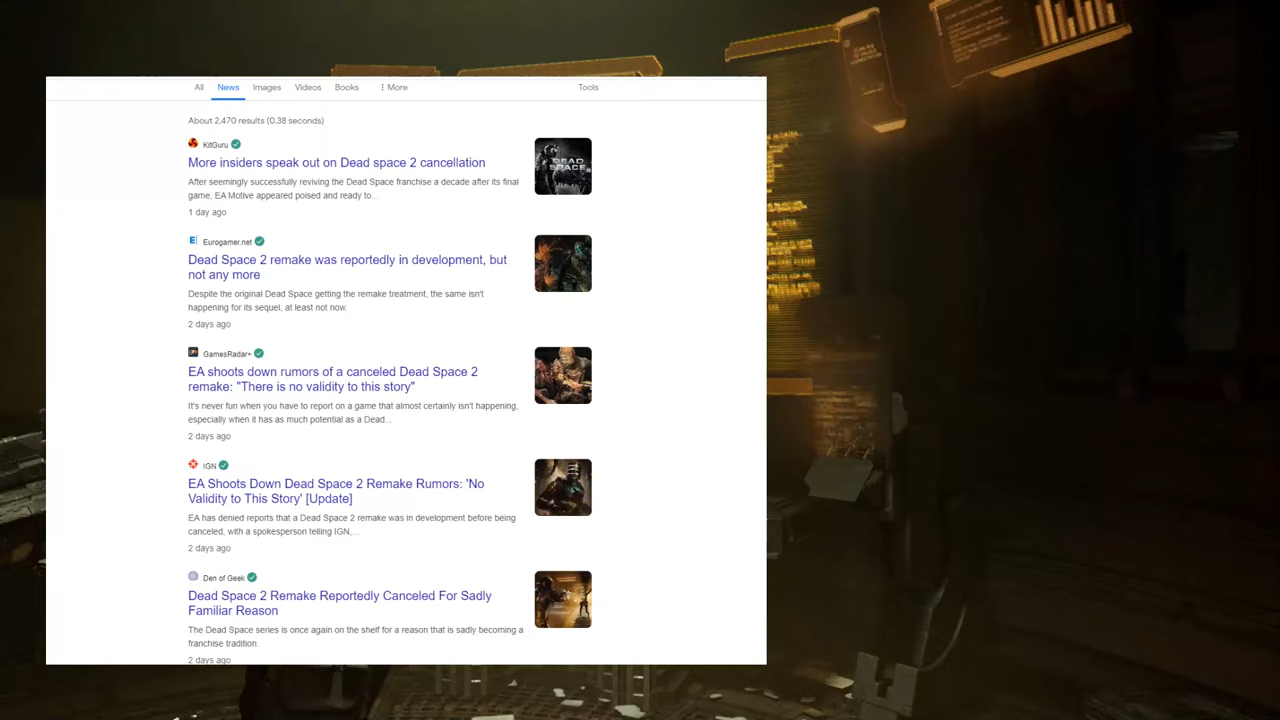 All News Images Videos Books More Tools
About 2,470 results (0.38 seconds)
KitGuru
More insiders speak out on Dead space 2 cancellation
After seemingly successfully reviving the Dead Space franchise a decade after its final
game, EA Motive appeared poised and ready to...
1 day ago
DEAD SPACE
Eurogamer.net
Dead Space 2 remake was reportedly in development, but
not any more
Despite the original Dead Space getting the remake treatment, the same isn't
happening for its sequel, at least not now.
2 days ago
GamesRadar+
EA shoots down rumors of a canceled Dead Space 2
remake: "There is no validity to this story"
It's never fun when you have to report on a game that almost certainly isn't happening,
especially when it has as much potential as a Dead...
2 days ago
IGN
EA Shoots Down Dead Space 2 Remake Rumors: 'No
Validity to This Story' [Update]
EA has denied reports that a Dead Space 2 remake was in development before being
canceled, with a spokesperson telling IGN,...
2 days ago
Den of Geek
Dead Space 2 Remake Reportedly Canceled For Sadly
Familiar Reason
The Dead Space series is once again on the shelf for a reason that is sadly becoming a
franchise tradition.
2 days ago